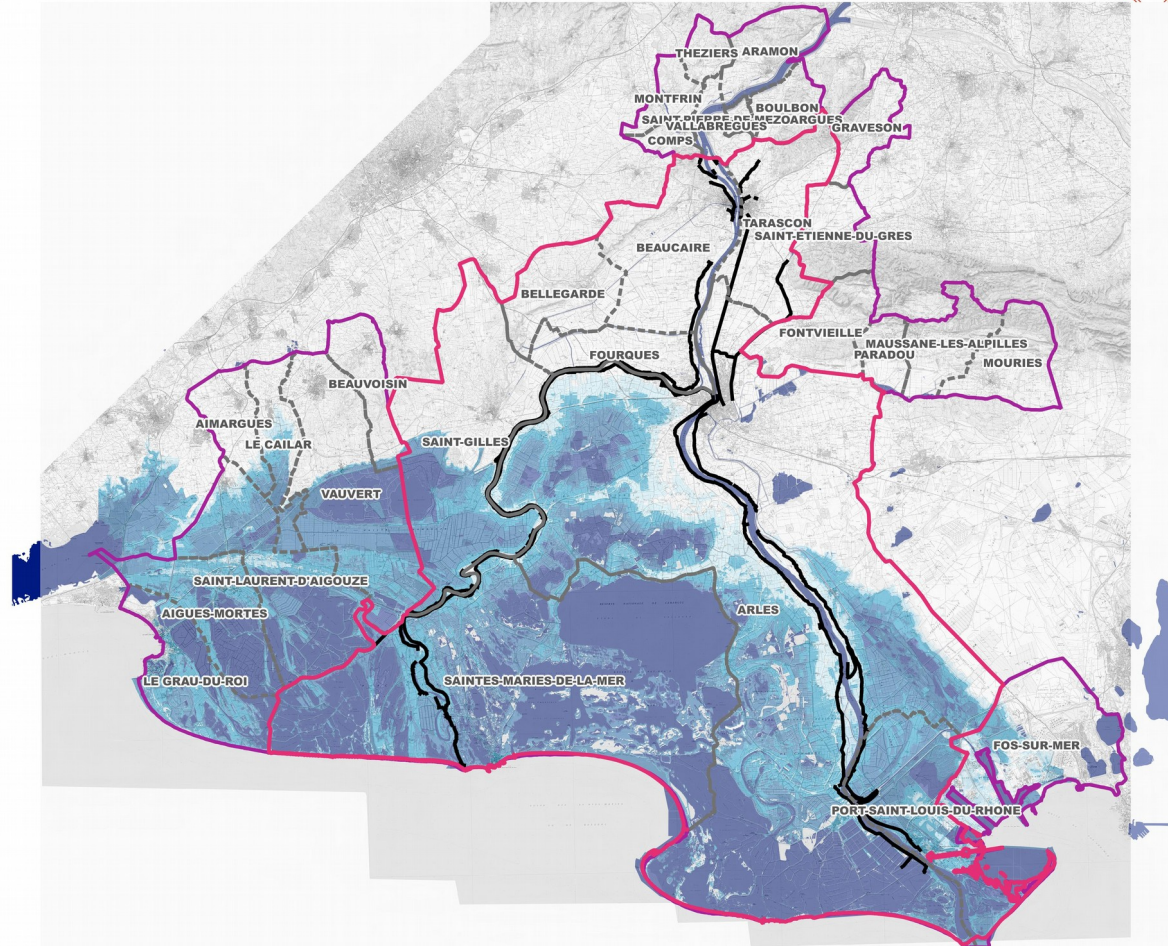 THEZIERS
ARAMON
MONTFRIN
BOULBON
SAINT-PIERRE-DE-MEZOARGUES
VALLABREGUES
GRAVESON
COMPS
TARASCON
SAINT-ETIENNE-DU-GRES
BEAUCAIRE
BELLEGARDE
FONTVIEILLE
MAUSSANE-LES-ALPILLES
FOURQUES
PARADOU
MOURIES
BEAUVOISIN
AIMARGUES
LE CAILAR
SAINT-GILLES
VAUVERT
SAINT-LAURENT-D'AIGOUZE
AIGUES-MORTES
ARLES
LE GRAU-DU-ROI
SAINTES-MARIES-DE-LA-MER
FOS-SUR-MER
PORT-SAINT-LOUIS-DU-RHONE